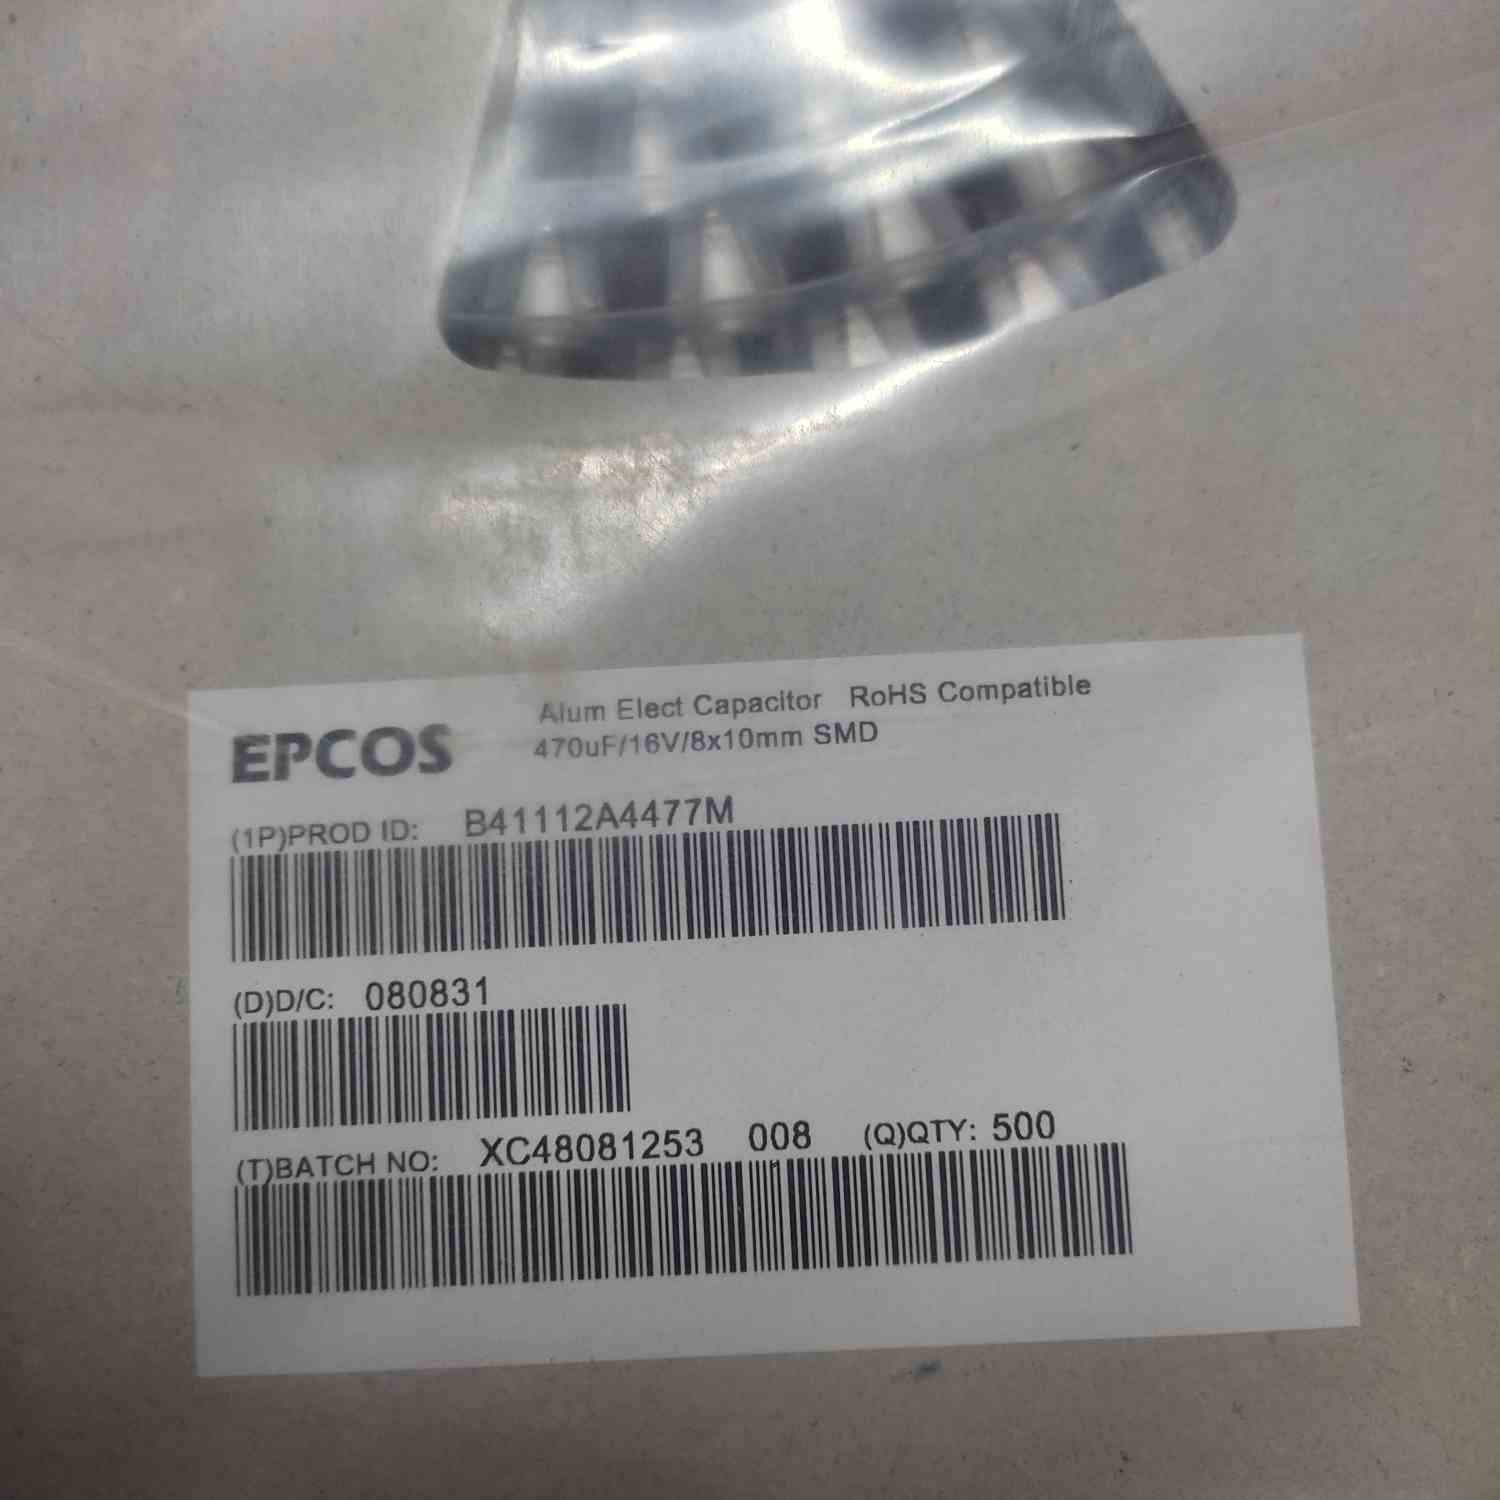 Alum Elect Capacitor RoHS Compatible
EPCOS
470uF/16V/8x10mm SMD
(1P)PROD ID: B41112A4477M
(D)D/C: 080831
(T)BATCH NO: XC48081253 008 (Q)QTY: 500